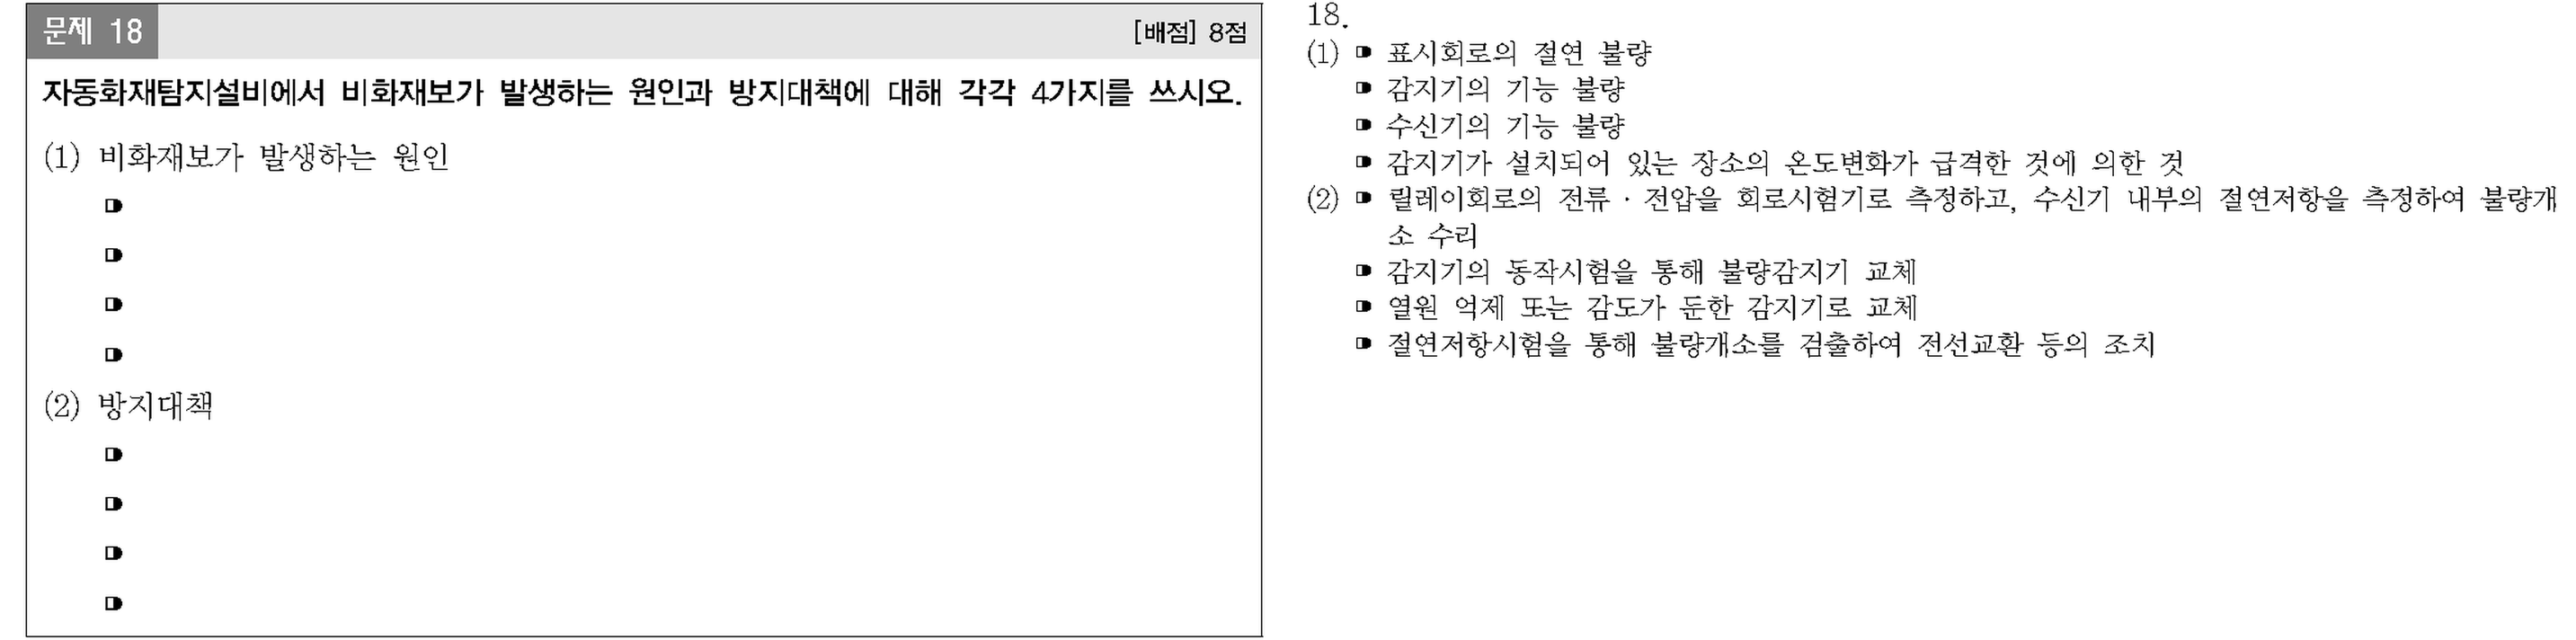 문제 18
[배점] 8점
자동화재탐지설비에서 비화재보가 발생하는 원인과 방지대책에 대해 각각 4가지를 쓰시오.
(1) 비화재보가 발생하는 원인
(2) 방지대책
18.
(1) 표시회로의 절연 불량
감지기의 기능 불량
수신기의 기능 불량
감지기가 설치되어 있는 장소의 온도변화가 급격한 것에 의한 것
(2) 릴레이회로의 전류 · 전압을 회로시험기로 측정하고, 수신기 내부의 절연저항을 측정하여 불량개
소 수리
감지기의 동작시험을 통해 불량감지기 교체
열원 억제 또는 감도가 둔한 감지기로 교체
절연저항시험을 통해 불량개소를 검출하여 전선교환 등의 조치